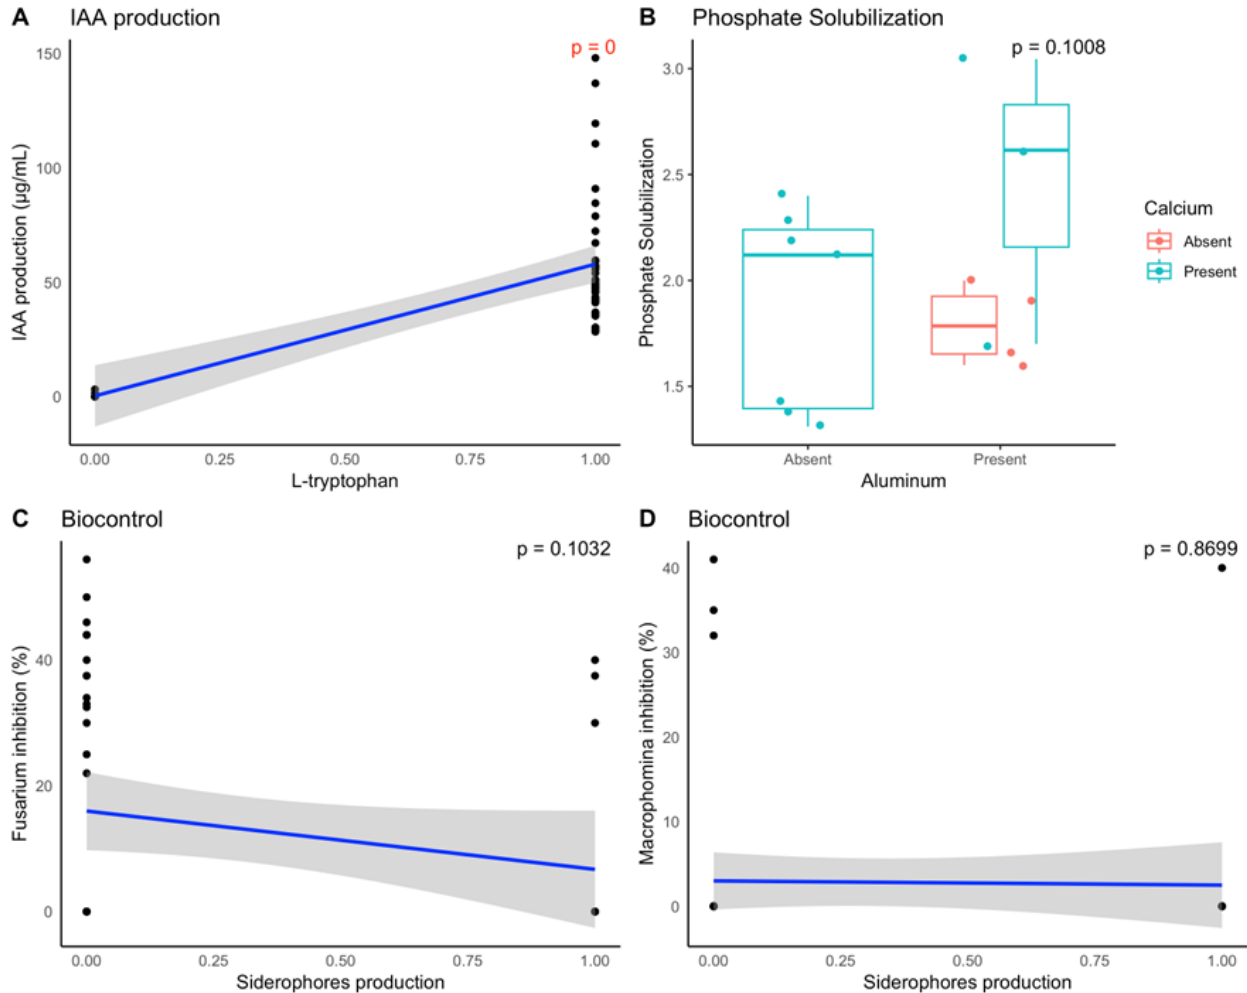 A IAA production
p = 0
IAA production (µg/mL)
150
100
50
0
0.00 0.25 0.50 0.75 1.00
L-tryptophan
B Phosphate Solubilization
p = 0.1008
Phosphate Solubilization
3.0
2.5
2.0
1.5
Absent Present
Aluminum
Calcium
Absent
Present
C Biocontrol
p = 0.1032
Fusarium inhibition (%)
40
20
0
0.00 0.25 0.50 0.75 1.00
Siderophores production
D Biocontrol
p = 0.8699
Macrophomina inhibition (%)
40
30
20
10
0
0.00 0.25 0.50 0.75 1.00
Siderophores production